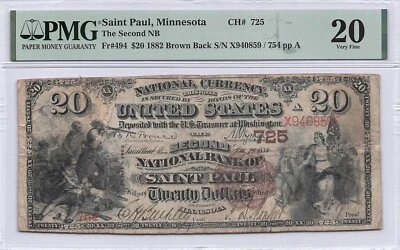 PMG
PAPER MONEY GUARANTY
Saint Paul, Minnesota CH# 725
The Second NB
Fr#494 $20 1882 Brown Back S/N X940859 / 754 pp A
20
Very Fine
NATIONAL CURRENCY
20 UNITED STATES 20
Deposited with the U.S. Treasurer at Washington
X940859
725
SECOND
NATIONAL BANK OF
SAINT PAUL
Twenty Dollars
MINNESOTA